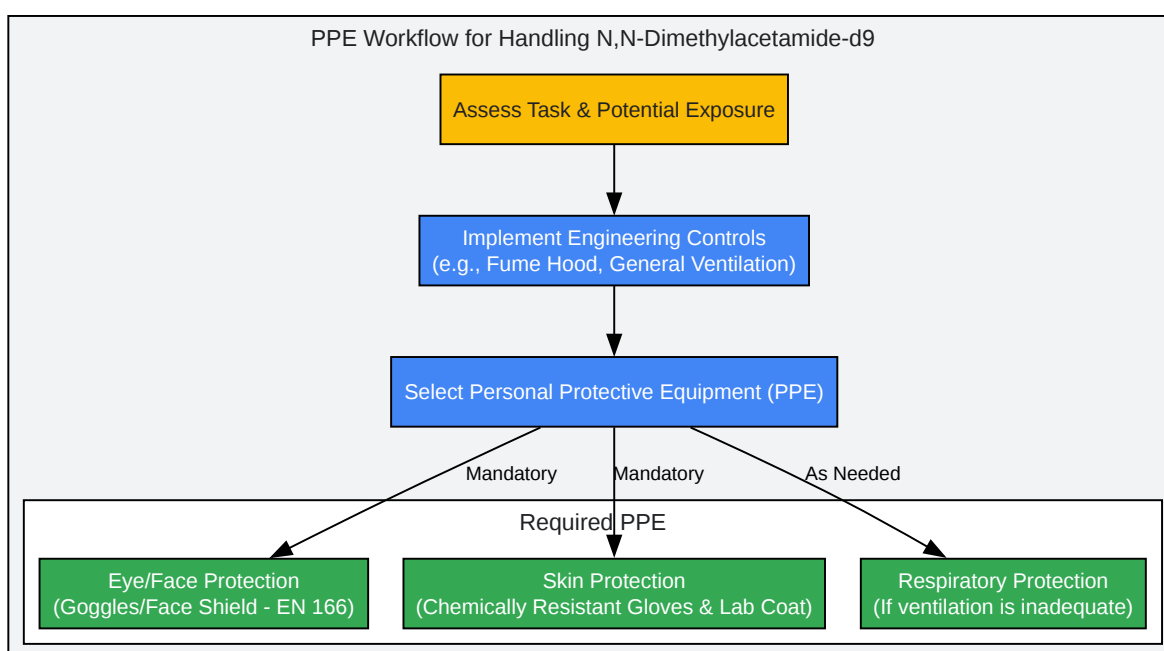 PPE Workflow for Handling N,N-Dimethylacetamide-d9
Assess Task & Potential Exposure
Implement Engineering Controls
(e.g., Fume Hood, General Ventilation)
Select Personal Protective Equipment (PPE)
Mandatory
Mandatory
As Needed
Required PPE
Eye/Face Protection
(Goggles/Face Shield - EN 166)
Skin Protection
(Chemically Resistant Gloves & Lab Coat)
Respiratory Protection
(If ventilation is inadequate)